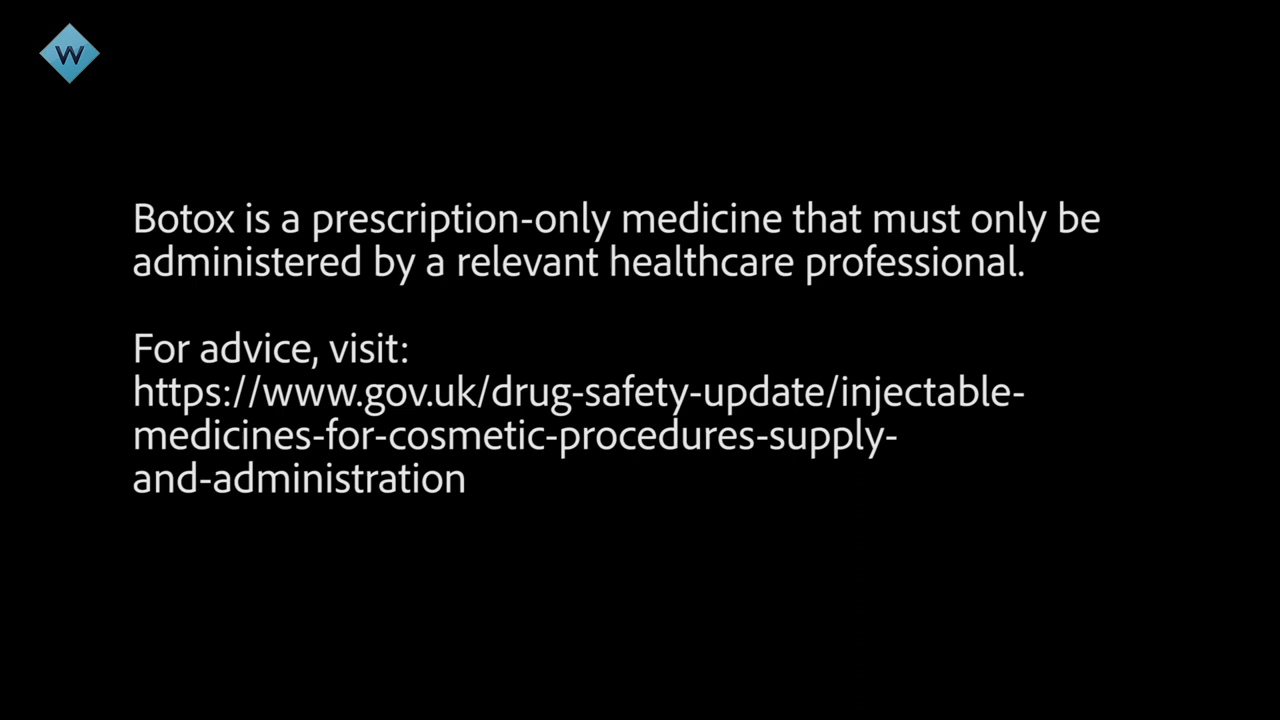 W
Botox is a prescription-only medicine that must only be
administered by a relevant healthcare professional.
For advice, visit:
https://www.gov.uk/drug-safety-update/injectable-
medicines-for-cosmetic-procedures-supply-
and-administration